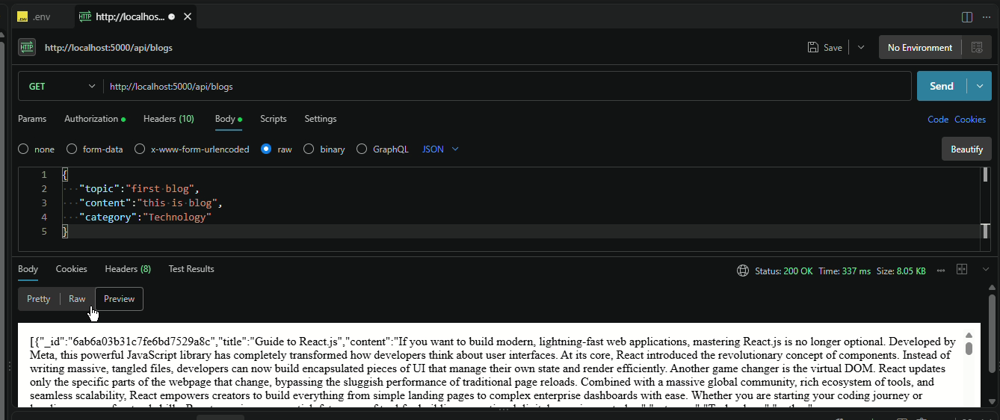 .ENV .env HTTP http://localhos...
HTTP http://localhost:5000/api/blogs Save No Environment
GET http://localhost:5000/api/blogs Send
Params Authorization Headers (10) Body Scripts Settings Code Cookies
none form-data x-www-form-urlencoded raw binary GraphQL JSON Beautify
1 {
2 "topic":"first blog",
3 "content":"this is blog",
4 "category":"Technology"
5 }
Body Cookies Headers (8) Test Results Status: 200 OK Time: 337 ms Size: 8.05 KB
Pretty Raw Preview
[{"_id":"6ab6a03b31c7fe6bd7529a8c","title":"Guide to React.js","content":"If you want to build modern, lightning-fast web applications, mastering React.js is no longer optional. Developed by
Meta, this powerful JavaScript library has completely transformed how developers think about user interfaces. At its core, React introduced the revolutionary concept of components. Instead of
writing massive, tangled files, developers can now build encapsulated pieces of UI that manage their own state and render efficiently. Another game changer is the virtual DOM. React updates
only the specific parts of the webpage that change, bypassing the sluggish performance of traditional page reloads. Combined with a massive global community, rich ecosystem of tools, and
seamless scalability, React empowers creators to build everything from simple landing pages to complex enterprise dashboards with ease. Whether you are starting your coding journey or